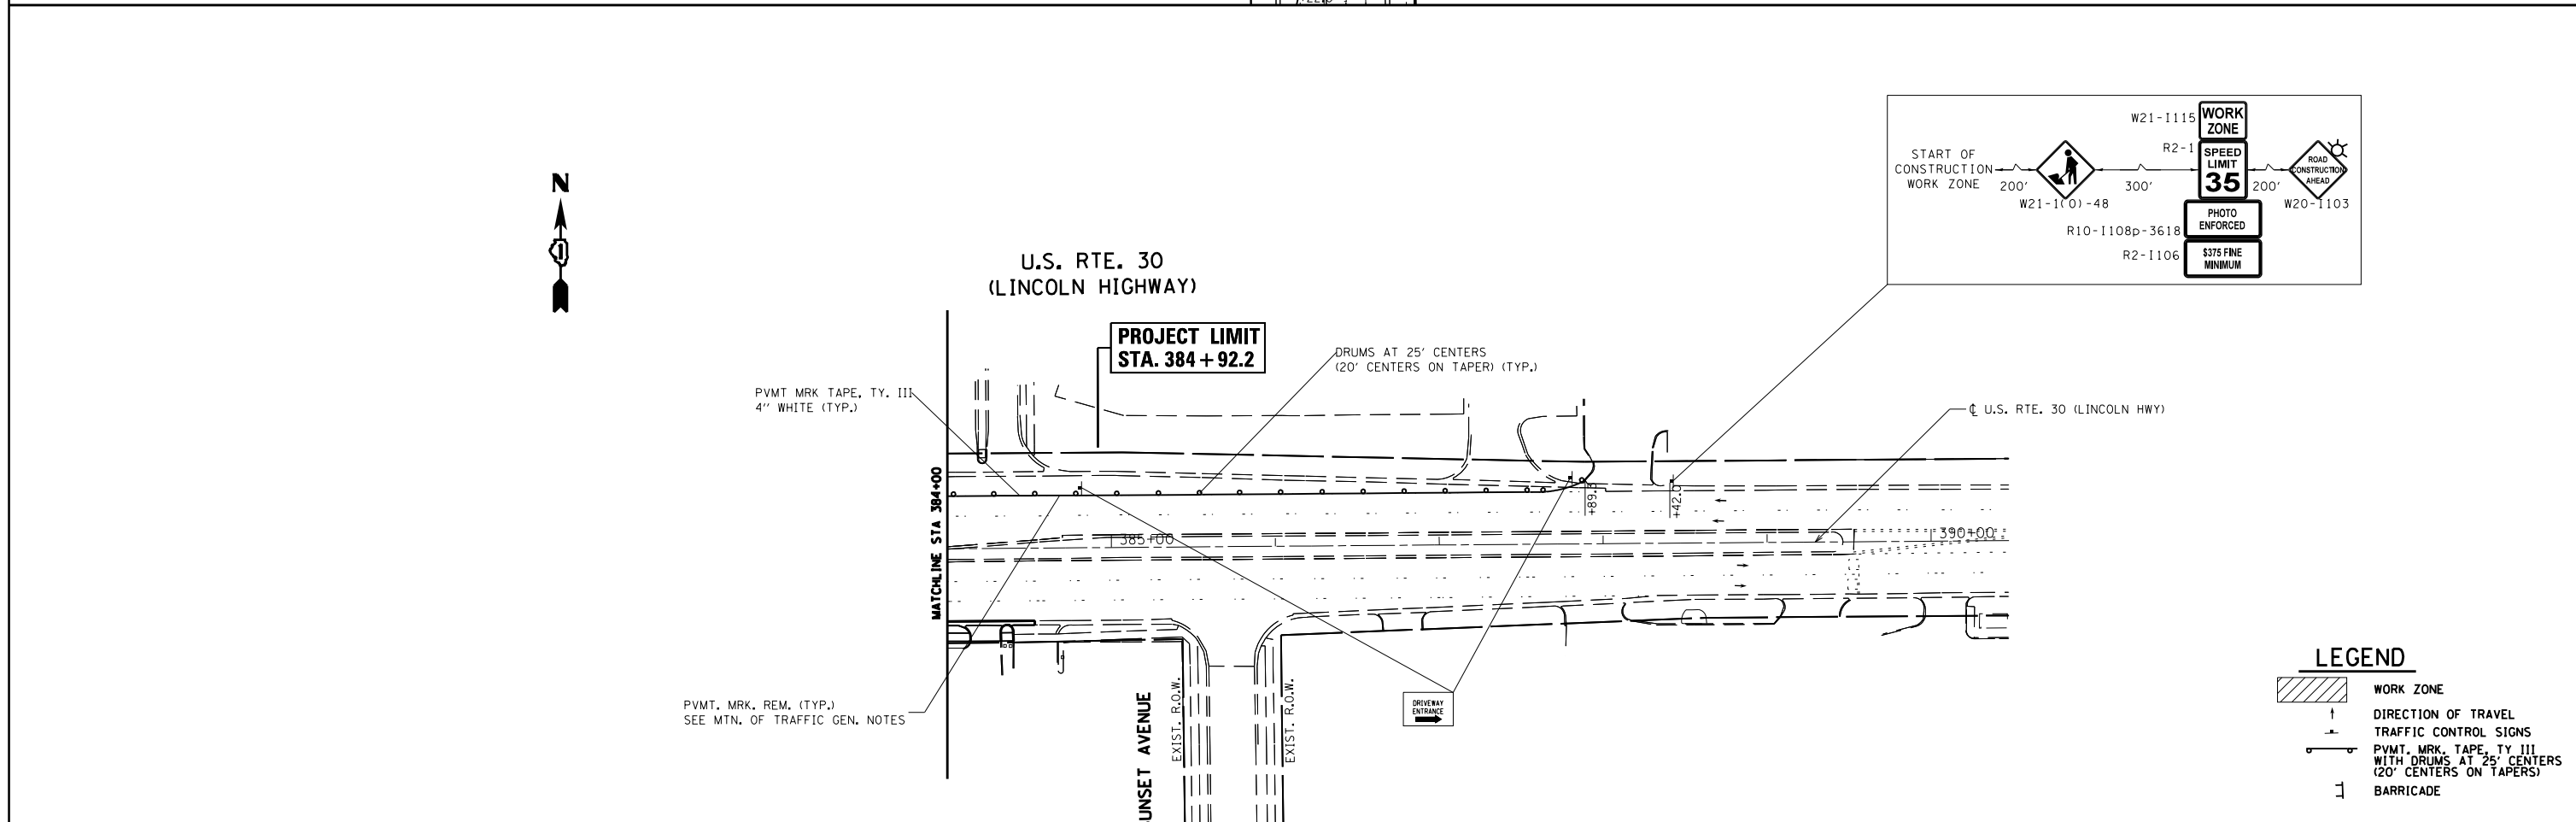 N
U.S. RTE. 30
(LINCOLN HIGHWAY)
PROJECT LIMIT
STA. 384+92.2
DRUMS AT 25' CENTERS
(20' CENTERS ON TAPER) (TYP.)
PVMT MRK TAPE, TY. III
4" WHITE (TYP.)
W21-I115
WORK
ZONE
R2-1
SPEED
LIMIT
35
START OF
CONSTRUCTION
WORK ZONE
200'
300'
200'
ROAD
CONSTRUCTION
AHEAD
W21-1(O)-48
W20-I103
PHOTO
ENFORCED
R10-I108p-3618
R2-I106
$375 FINE
MINIMUM
℄ U.S. RTE. 30 (LINCOLN HWY)
MATCHLINE STA 384+00
385+00
390+00
PVMT. MRK. REM. (TYP.)
SEE MTN. OF TRAFFIC GEN. NOTES
UNSET AVENUE
EXIST. R.O.W.
EXIST. R.O.W.
DRIVEWAY
ENTRANCE
LEGEND
WORK ZONE
DIRECTION OF TRAVEL
TRAFFIC CONTROL SIGNS
PVMT. MRK. TAPE, TY III
WITH DRUMS AT 25' CENTERS
(20' CENTERS ON TAPERS)
BARRICADE